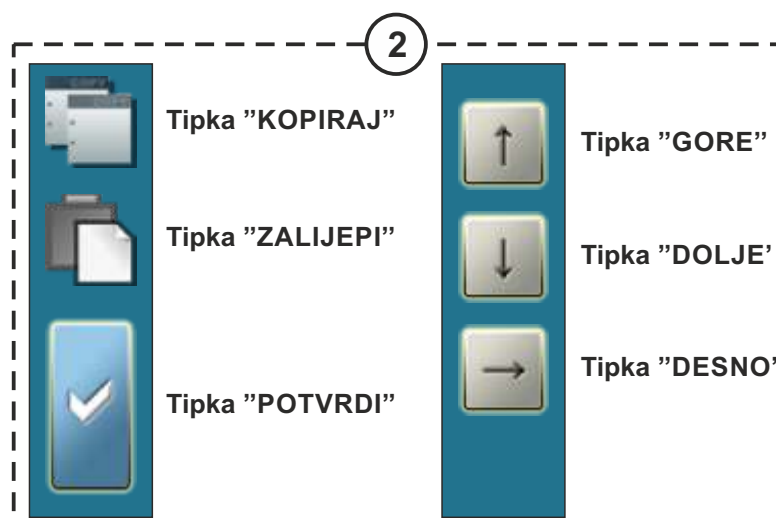 2
Tipka ”KOPIRAJ”
Tipka ”ZALIJEPI”
Tipka ”POTVRDI”
Tipka ”GORE”
Tipka ”DOLJE’
Tipka ”DESNO”